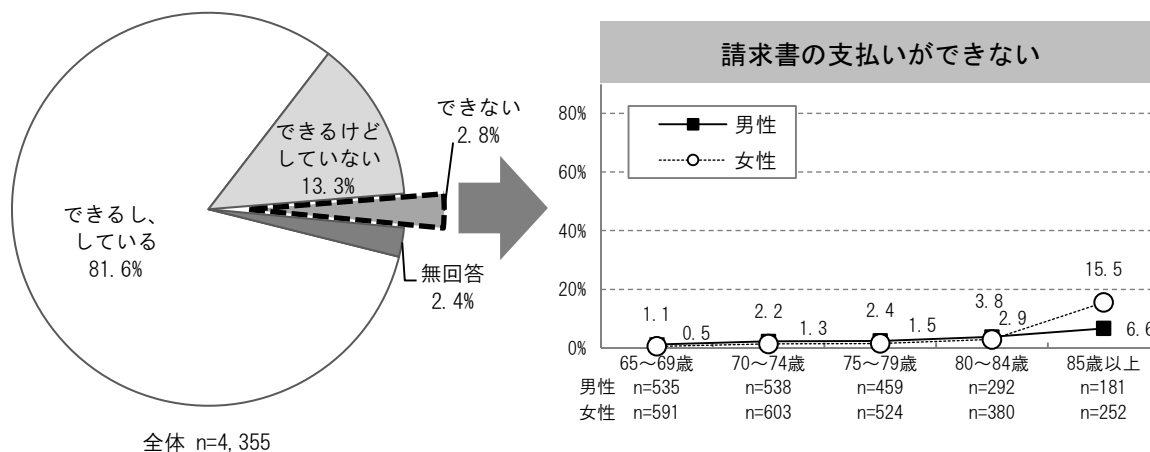 できるし、
している
81.6%
できるけど
していない
13.3%
できない
2.8%
無回答
2.4%
全体 n=4,355
請求書の支払いができない
80%
60%
40%
20%
0%
男性
女性
1.1
0.5
2.2
1.3
2.4
1.5
3.8
2.9
15.5
6.6
65～69歳 70～74歳 75～79歳 80～84歳 85歳以上
男性 n=535 n=538 n=459 n=292 n=181
女性 n=591 n=603 n=524 n=380 n=252